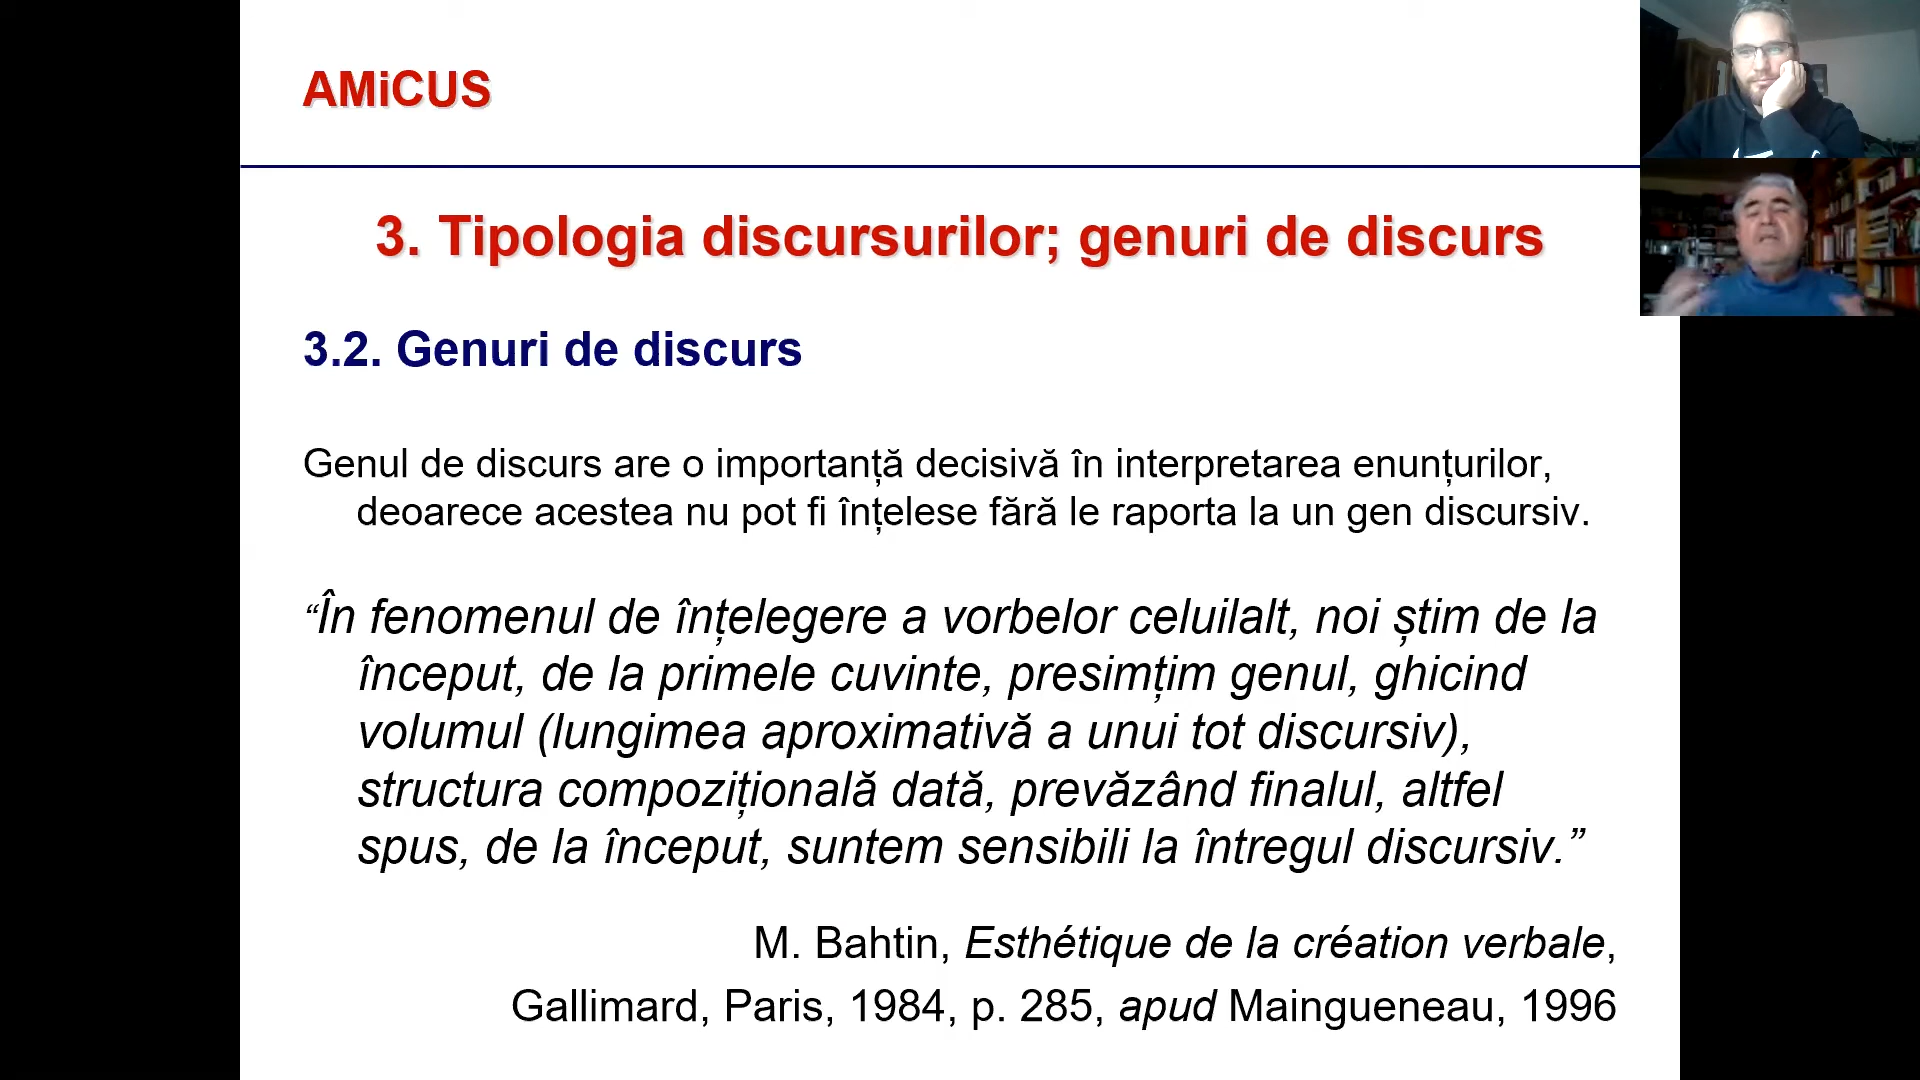 AMiCUS
3. Tipologia discursurilor; genuri de discurs
3.2. Genuri de discurs
Genul de discurs are o importanță decisivă în interpretarea enunțurilor,
deoarece acestea nu pot fi înțelese fără le raporta la un gen discursiv.
“În fenomenul de înțelegere a vorbelor celuilalt, noi știm de la
început, de la primele cuvinte, presimțim genul, ghicind
volumul (lungimea aproximativă a unui tot discursiv),
structura compozițională dată, prevăzând finalul, altfel
spus, de la început, suntem sensibili la întregul discursiv.”
M. Bahtin, Esthétique de la création verbale,
Gallimard, Paris, 1984, p. 285, apud Maingueneau, 1996